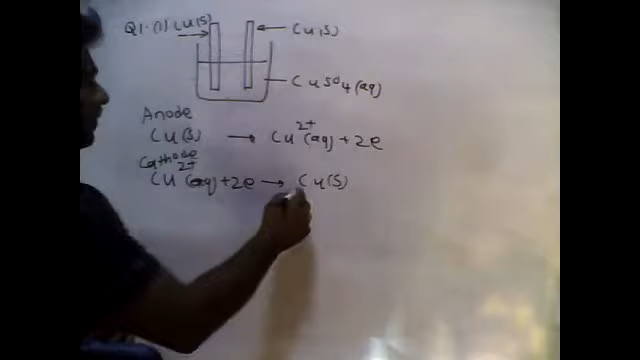 Q1. (1) Cu(S)
Cu(S)
CuSO4(aq)
Anode
Cu(S) → Cu2+(aq) + 2e
Cathode
Cu2+(aq) + 2e → Cu(S)